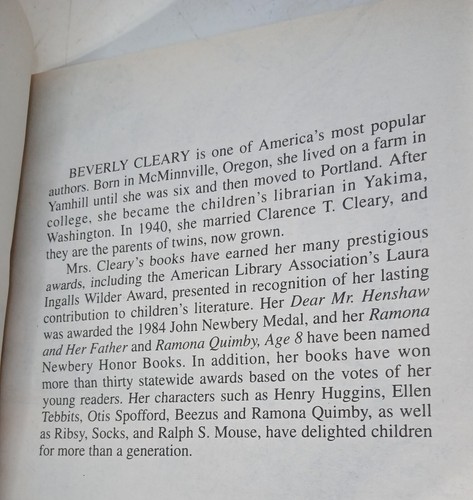 BEVERLY CLEARY is one of America's most popular
authors. Born in McMinnville, Oregon, she lived on a farm in
Yamhill until she was six and then moved to Portland. After
college, she became the children's librarian in Yakima,
Washington. In 1940, she married Clarence T. Cleary, and
they are the parents of twins, now grown.
Mrs. Cleary's books have earned her many prestigious
awards, including the American Library Association's Laura
Ingalls Wilder Award, presented in recognition of her lasting
contribution to children's literature. Her Dear Mr. Henshaw
was awarded the 1984 John Newbery Medal, and her Ramona
and Her Father and Ramona Quimby, Age 8 have been named
Newbery Honor Books. In addition, her books have won
more than thirty statewide awards based on the votes of her
young readers. Her characters such as Henry Huggins, Ellen
Tebbits, Otis Spofford, Beezus and Ramona Quimby, as well
as Ribsy, Socks, and Ralph S. Mouse, have delighted children
for more than a generation.